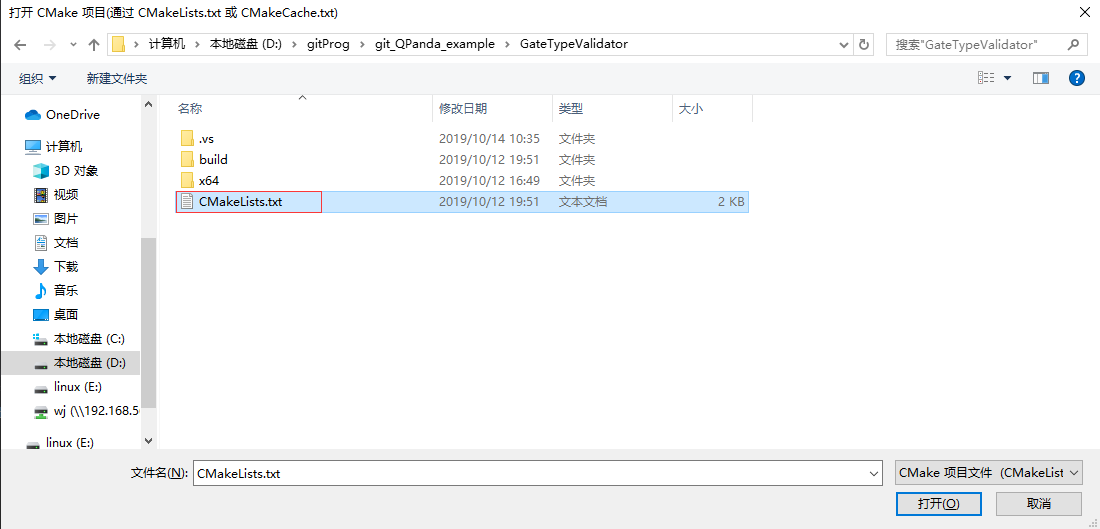 打开 CMake 项目(通过 CMakeLists.txt 或 CMakeCache.txt)
计算机 本地磁盘 (D:) gitProg git_QPanda_example GateTypeValidator
搜索"GateTypeValidator"
组织 新建文件夹
OneDrive
计算机
3D 对象
视频
图片
文档
下载
音乐
桌面
本地磁盘 (C:)
本地磁盘 (D:)
linux (E:)
wj (\\192.168.5
linux (E:)
名称 修改日期 类型 大小
.vs 2019/10/14 10:35 文件夹
build 2019/10/12 19:51 文件夹
x64 2019/10/12 16:49 文件夹
CMakeLists.txt 2019/10/12 19:51 文本文档 2 KB
文件名(N): CMakeLists.txt
CMake 项目文件 (CMakeList
打开(O) 取消